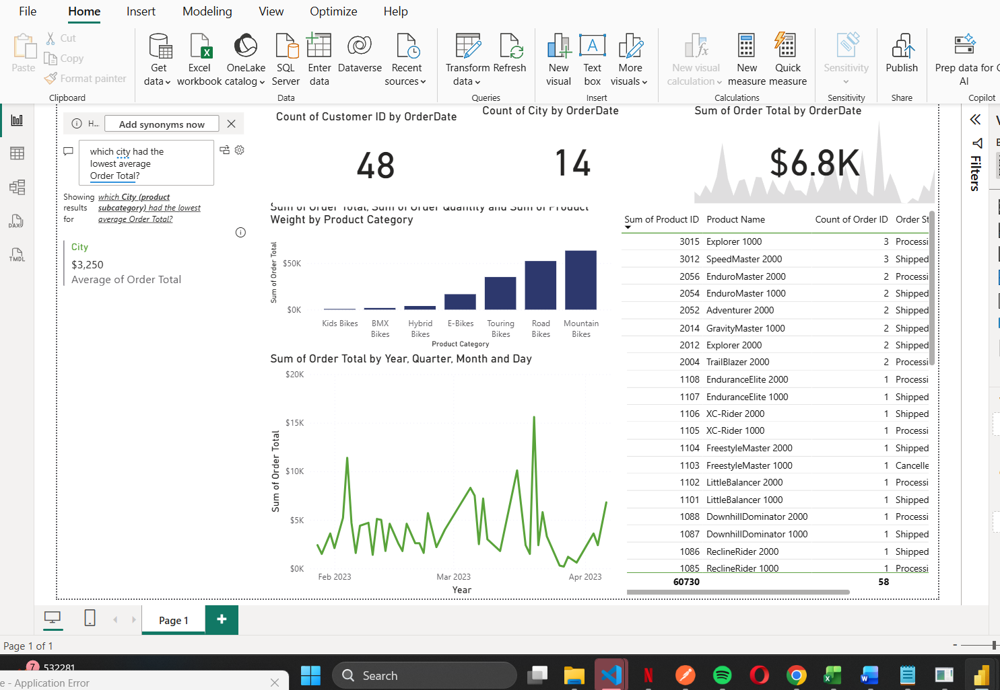 File Home Insert Modeling View Optimize Help
Paste
Cut
Copy
Format painter
Clipboard
Get data
Excel workbook
OneLake catalog
SQL Server
Enter data
Dataverse
Recent sources
Data
Transform data
Refresh
Queries
New visual
Text box
More visuals
Insert
New visual calculation
New measure
Quick measure
Calculations
Sensitivity
Sensitivity
Publish
Share
Prep data for
AI
Copilot
H... Add synonyms now
which city had the
lowest average
Order Total?
Showing results for
which City (product
subcategory) had the lowest
average Order Total?
City
$3,250
Average of Order Total
Count of Customer ID by OrderDate
48
Count of City by OrderDate
14
Sum of Order Total by OrderDate
$6.8K
Sum of Order Total, Sum of Order Quantity and Sum of Product
Weight by Product Category
Sum of Order Total
$50K
$0K
Kids Bikes
BMX Bikes
Hybrid Bikes
E-Bikes
Touring Bikes
Road Bikes
Mountain Bikes
Product Category
Sum of Order Total by Year, Quarter, Month and Day
Sum of Order Total
$20K
$15K
$10K
$5K
$0K
Feb 2023 Mar 2023 Apr 2023
Year
Sum of Product ID Product Name Count of Order ID Order St
3015 Explorer 1000 3 Processi
3012 SpeedMaster 2000 3 Shipped
2056 EnduroMaster 2000 2 Processi
2054 EnduroMaster 1000 2 Shipped
2052 Adventurer 2000 2 Shipped
2014 GravityMaster 1000 2 Shipped
2012 Explorer 2000 2 Shipped
2004 TrailBlazer 2000 2 Processi
1108 EnduranceElite 2000 1 Processi
1107 EnduranceElite 1000 1 Shipped
1106 XC-Rider 2000 1 Shipped
1105 XC-Rider 1000 1 Processi
1104 FreestyleMaster 2000 1 Shipped
1103 FreestyleMaster 1000 1 Cancelle
1102 LittleBalancer 2000 1 Processi
1101 LittleBalancer 1000 1 Shipped
1088 DownhillDominator 2000 1 Processi
1087 DownhillDominator 1000 1 Shipped
1086 ReclineRider 2000 1 Shipped
1085 ReclineRider 1000 1 Processi
60730 58
Filters
DAX
TMDL
Page 1
Page 1 of 1
7 532281
e - Application Error
Search